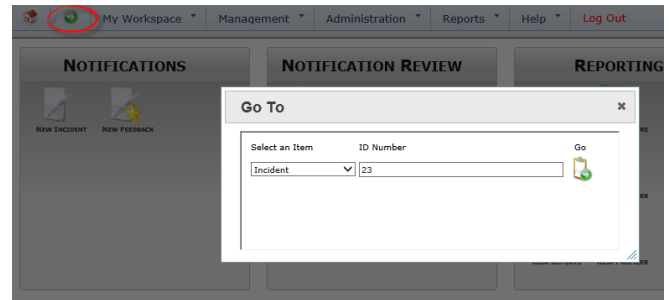 My Workspace Management Administration Reports Help Log Out
NOTIFICATIONS NOTIFICATION REVIEW REPORTING
NEW INCIDENT NEW FEEDBACK
Go To
Select an Item ID Number Go
Incident 23